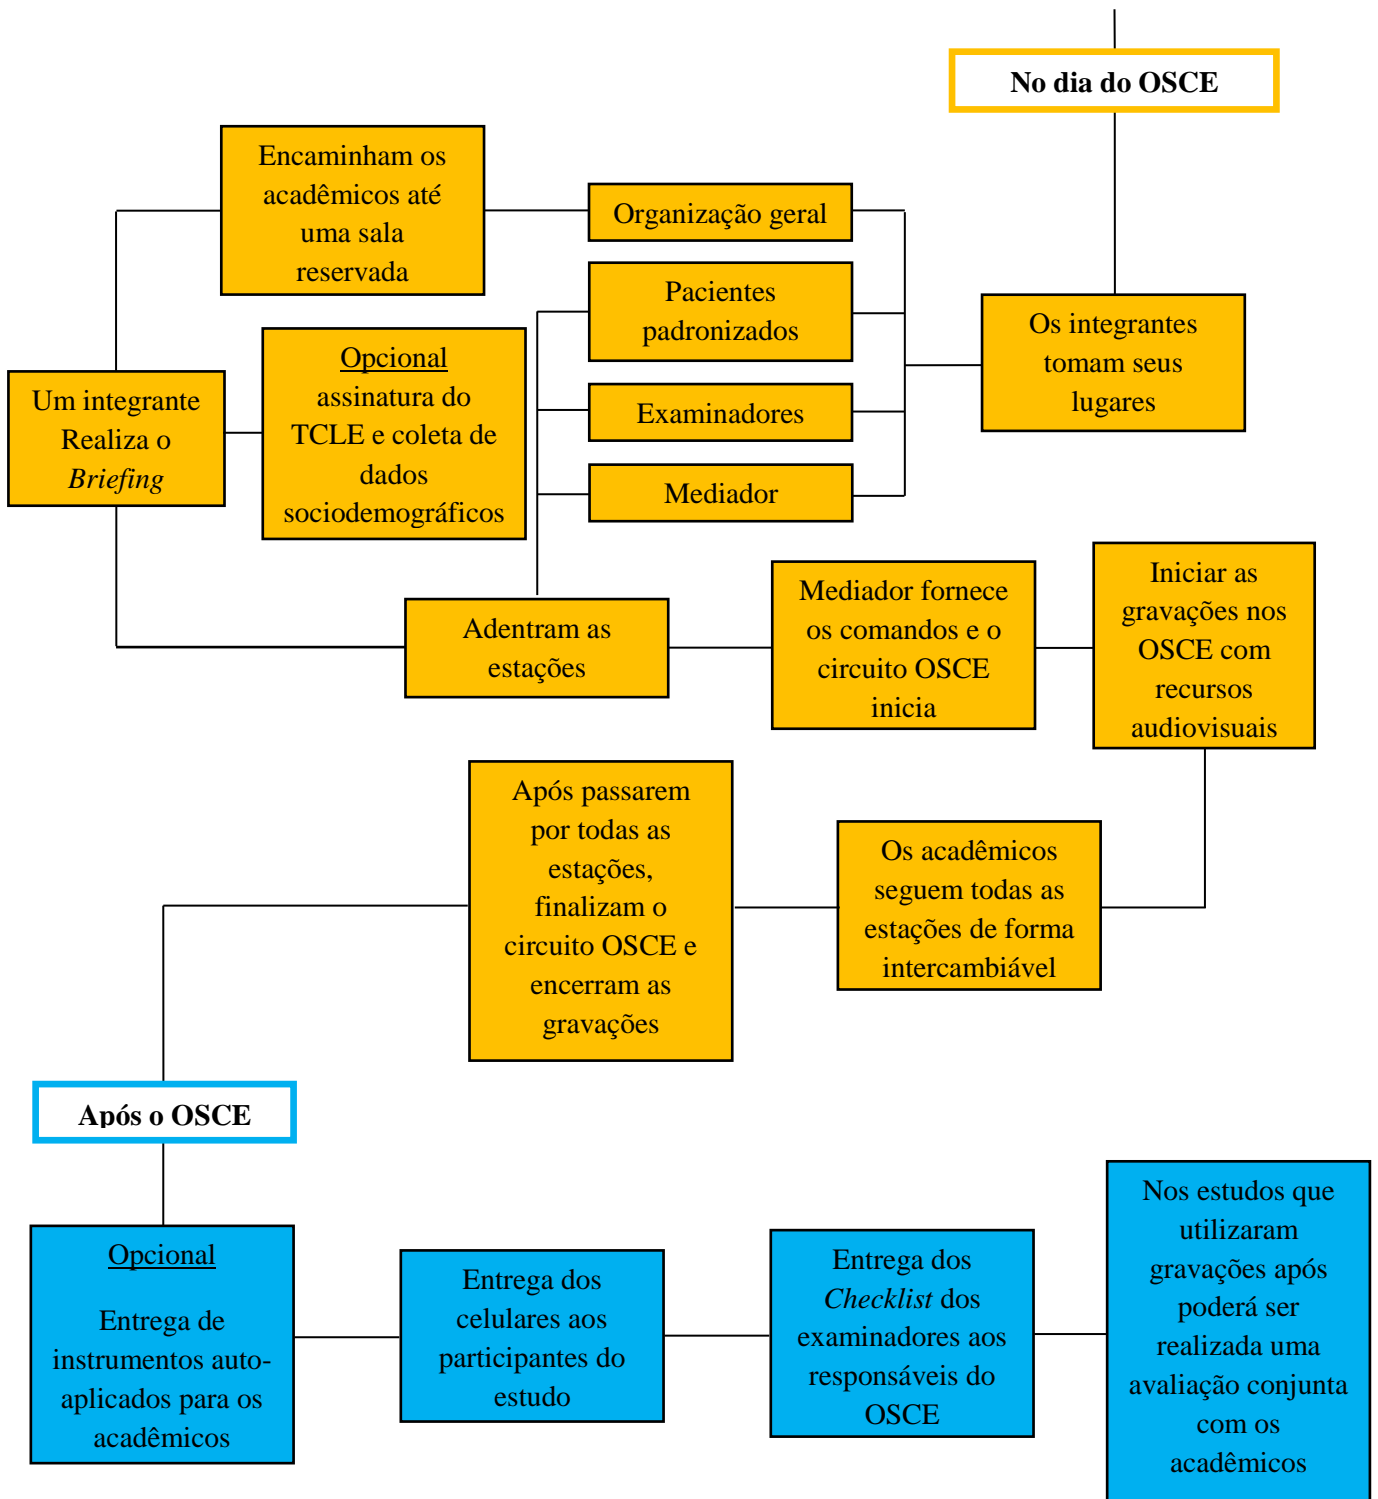 No dia do OSCE
Encaminham os
acadêmicos até
uma sala
reservada
Organização geral
Pacientes
padronizados
Os integrantes
tomam seus
lugares
Opcional
assinatura do
TCLE e coleta de
dados
sociodemográficos
Um integrante
Realiza o
Briefing
Examinadores
Mediador
Adentram as
estações
Mediador fornece
os comandos e o
circuito OSCE
inicia
Iniciar as
gravações nos
OSCE com
recursos
audiovisuais
Após passarem
por todas as
estações,
finalizam o
circuito OSCE e
encerram as
gravações
Os acadêmicos
seguem todas as
estações de forma
intercambiável
Após o OSCE
Opcional
Entrega de
instrumentos auto-
aplicados para os
acadêmicos
Entrega dos
celulares aos
participantes do
estudo
Entrega dos
Checklist dos
examinadores aos
responsáveis do
OSCE
Nos estudos que
utilizaram
gravações após
poderá ser
realizada uma
avaliação conjunta
com os
acadêmicos